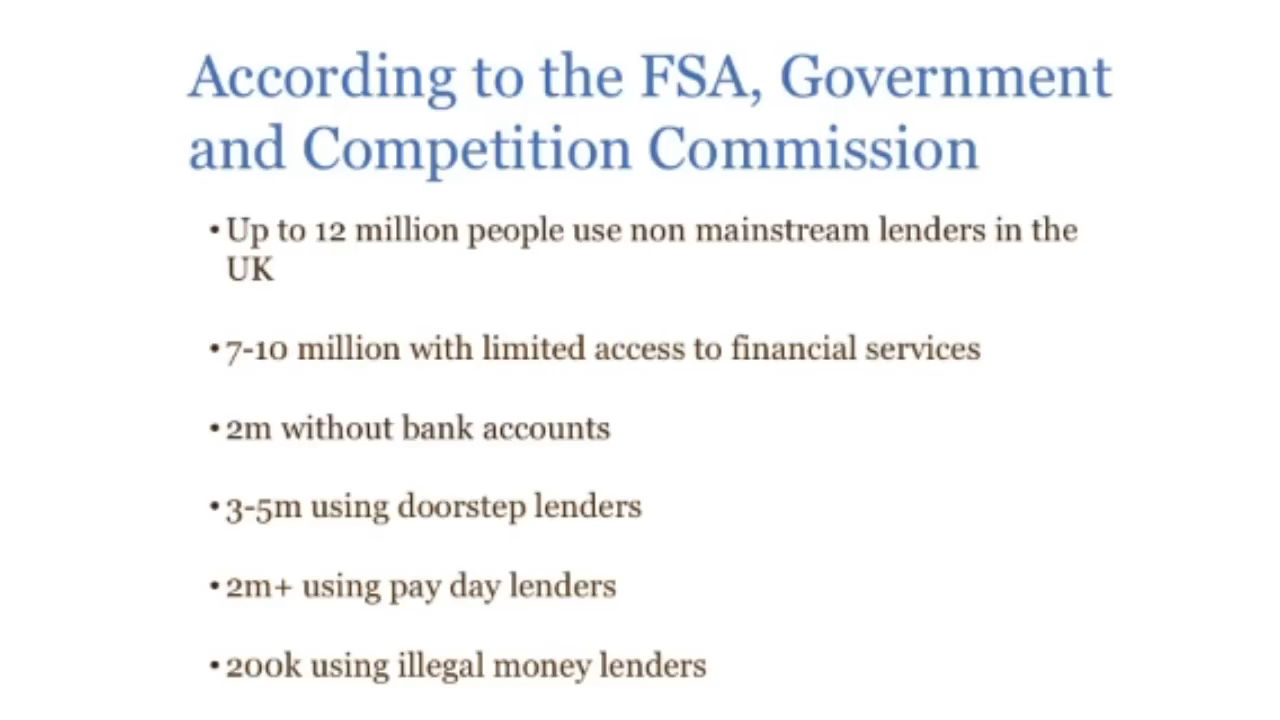 According to the FSA, Government
and Competition Commission
• Up to 12 million people use non mainstream lenders in the
UK
• 7-10 million with limited access to financial services
• 2m without bank accounts
• 3-5m using doorstep lenders
• 2m+ using pay day lenders
• 200k using illegal money lenders